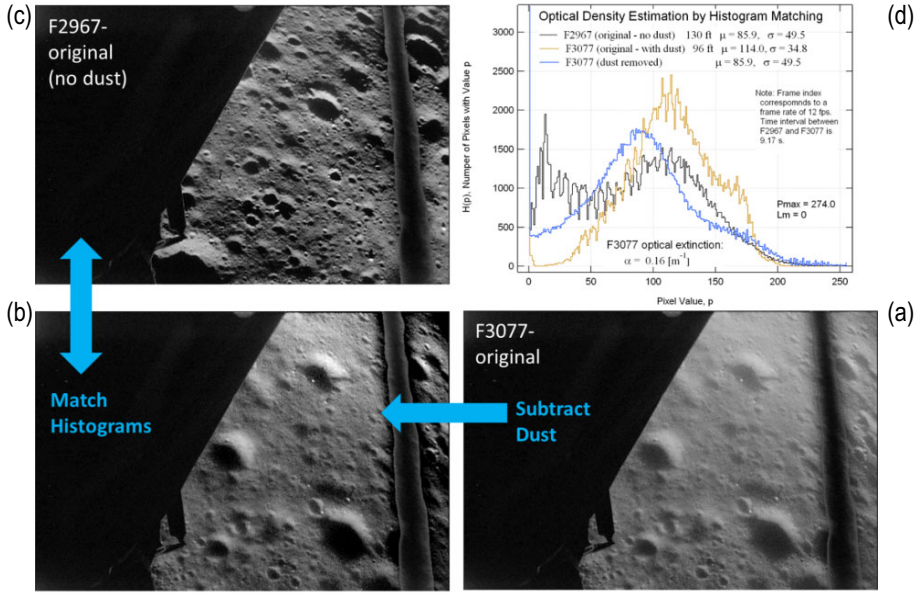 (c)
F2967-
original
(no dust)
(d)
Optical Density Estimation by Histogram Matching
F2967 (original - no dust) 130 ft μ = 85.9, σ = 49.5
F3077 (original - with dust) 96 ft μ = 114.0, σ = 34.8
F3077 (dust removed) μ = 85.9, σ = 49.5
Note: Frame index
correspomnds to a
frame rate of 12 fps.
Time interval between
F2967 and F3077 is
9.17 s.
H(p), Numper of Pixels with Value p
3000
2500
2000
1500
1000
500
0
Pmax = 274.0
Lm = 0
F3077 optical extinction:
α = 0.16 [m⁻¹]
0
50
100
150
200
250
Pixel Value, p
(b)
Match
Histograms
Subtract
Dust
F3077-
original
(a)